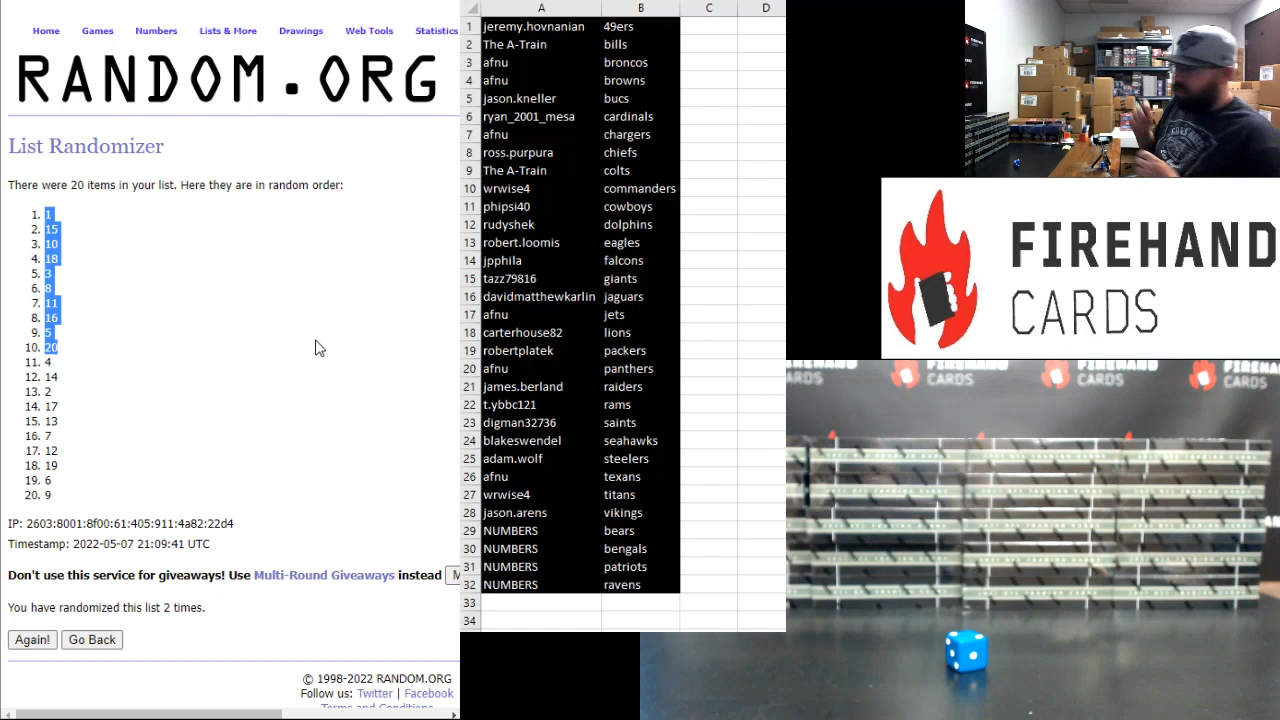 Home Games Numbers Lists & More Drawings Web Tools Statistics
RANDOM.ORG
List Randomizer
There were 20 items in your list. Here they are in random order:
1. 1
2. 15
3. 10
4. 18
5. 3
6. 8
7. 11
8. 16
9. 5
10. 20
11. 4
12. 14
13. 2
14. 17
15. 13
16. 7
17. 12
18. 19
19. 6
20. 9
IP: 2603:8001:8f00:61:405:911:4a82:22d4
Timestamp: 2022-05-07 21:09:41 UTC
Don't use this service for giveaways! Use Multi-Round Giveaways instead
You have randomized this list 2 times.
Again! Go Back
© 1998-2022 RANDOM.ORG
Follow us: Twitter | Facebook
Terms and Conditions
A B C D
1 jeremy.hovnanian 49ers
2 The A-Train bills
3 afnu broncos
4 afnu browns
5 jason.kneller bucs
6 ryan_2001_mesa cardinals
7 afnu chargers
8 ross.purpura chiefs
9 The A-Train colts
10 wrwise4 commanders
11 phipsi40 cowboys
12 rudyshek dolphins
13 robert.loomis eagles
14 jpphila falcons
15 tazz79816 giants
16 davidmatthewkarlin jaguars
17 afnu jets
18 carterhouse82 lions
19 robertplatek packers
20 afnu panthers
21 james.berland raiders
22 t.ybbc121 rams
23 digman32736 saints
24 blakeswendel seahawks
25 adam.wolf steelers
26 afnu texans
27 wrwise4 titans
28 jason.arens vikings
29 NUMBERS bears
30 NUMBERS bengals
31 NUMBERS patriots
32 NUMBERS ravens
33
34
FIREHAND
CARDS
FIREHAND
CARDS
FIREHAND
CARDS